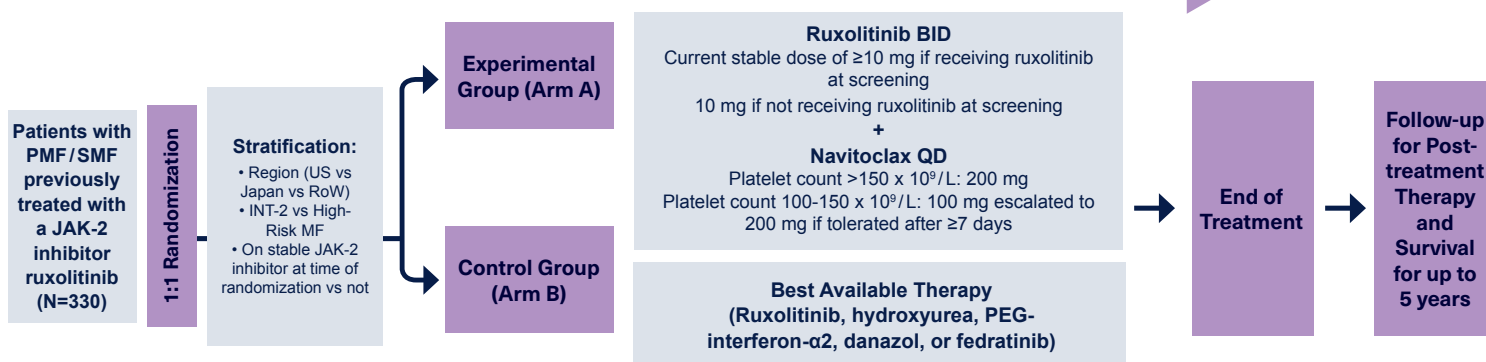 Patients with
PMF/SMF
previously
treated with
a JAK-2
inhibitor
ruxolitinib
(N=330)
1:1 Randomization
Stratification:
• Region (US vs
Japan vs RoW)
• INT-2 vs High-
Risk MF
• On stable JAK-2
inhibitor at time of
randomization vs not
Experimental
Group (Arm A)
Control Group
(Arm B)
Ruxolitinib BID
Current stable dose of ≥10 mg if receiving ruxolitinib
at screening
10 mg if not receiving ruxolitinib at screening
+
Navitoclax QD
Platelet count >150 x 10⁹/L: 200 mg
Platelet count 100-150 x 10⁹/L: 100 mg escalated to
200 mg if tolerated after ≥7 days
Best Available Therapy
(Ruxolitinib, hydroxyurea, PEG-
interferon-α2, danazol, or fedratinib)
End of
Treatment
Follow-up
for Post-
treatment
Therapy
and
Survival
for up to
5 years